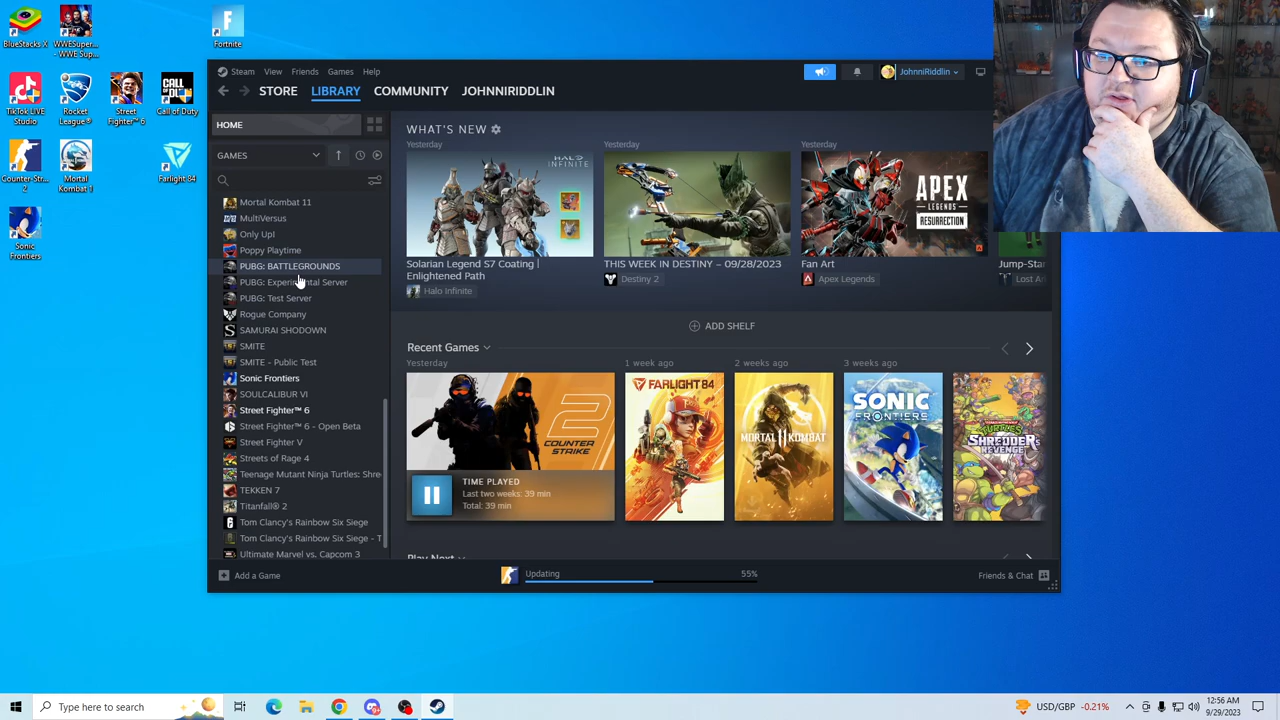 BlueStacks X
WWESuper...
- WWE Sup...
Fortnite
TikTok LIVE
Studio
Rocket
League®
Street
Fighter™ 6
Call of Duty
Counter-Str...
2
Mortal
Kombat 1
Farlight 84
Sonic
Frontiers
Steam View Friends Games Help
JohnniRiddlin
STORE LIBRARY COMMUNITY JOHNNIRIDDLIN
HOME
GAMES
Mortal Kombat 11
MultiVersus
Only Up!
Poppy Playtime
PUBG: BATTLEGROUNDS
PUBG: Experimental Server
PUBG: Test Server
Rogue Company
SAMURAI SHODOWN
SMITE
SMITE - Public Test
Sonic Frontiers
SOULCALIBUR VI
Street Fighter™ 6
Street Fighter™ 6 - Open Beta
Street Fighter V
Streets of Rage 4
Teenage Mutant Ninja Turtles: Shre
TEKKEN 7
Titanfall® 2
Tom Clancy's Rainbow Six Siege
Tom Clancy's Rainbow Six Siege - T
Ultimate Marvel vs. Capcom 3
Add a Game
WHAT'S NEW
Yesterday
HALO
INFINITE
Solarian Legend S7 Coating |
Enlightened Path
Halo Infinite
Yesterday
THIS WEEK IN DESTINY – 09/28/2023
Destiny 2
Yesterday
APEX
LEGENDS
RESURRECTION
Fan Art
Apex Legends
Jump-Star
Lost A
ADD SHELF
Recent Games
Yesterday
COUNTER
STRIKE
2
TIME PLAYED
Last two weeks: 39 min
Total: 39 min
1 week ago
FARLIGHT 84
2 weeks ago
MORTAL KOMBAT
3 weeks ago
SONIC
FRONTIERS
TURTLES
SHREDDER'S
REVENGE
Play Next
Updating
55%
Friends & Chat
Type here to search
USD/GBP -0.21%
12:56 AM
9/29/2023